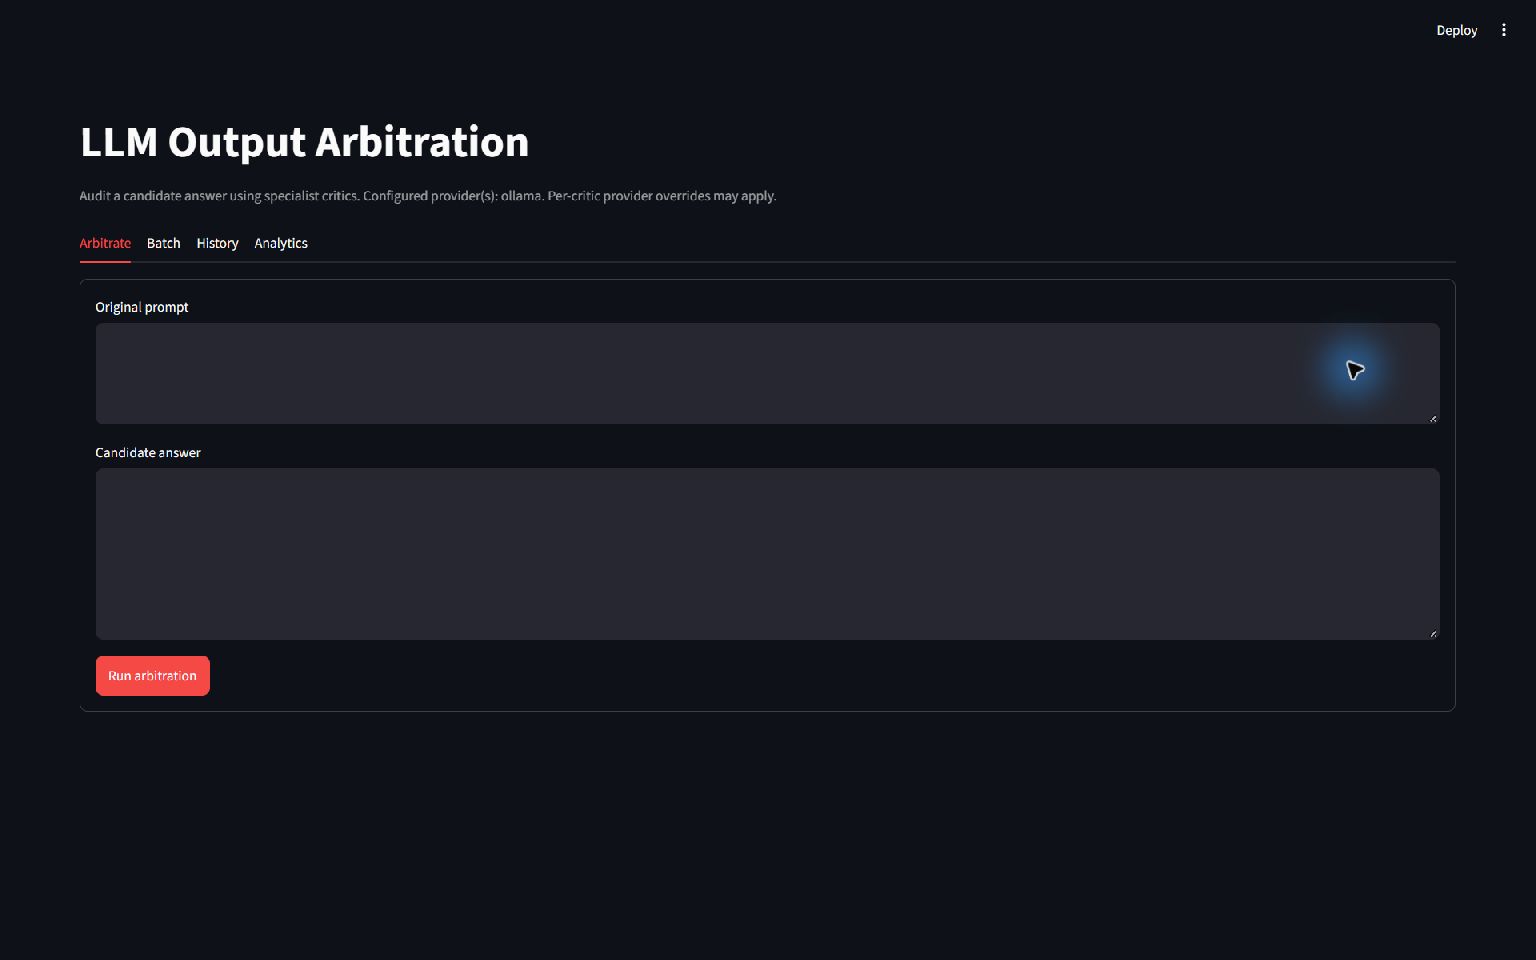 Deploy
LLM Output Arbitration
Audit a candidate answer using specialist critics. Configured provider(s): ollama. Per-critic provider overrides may apply.
Arbitrate Batch History Analytics
Original prompt
Candidate answer
Run arbitration